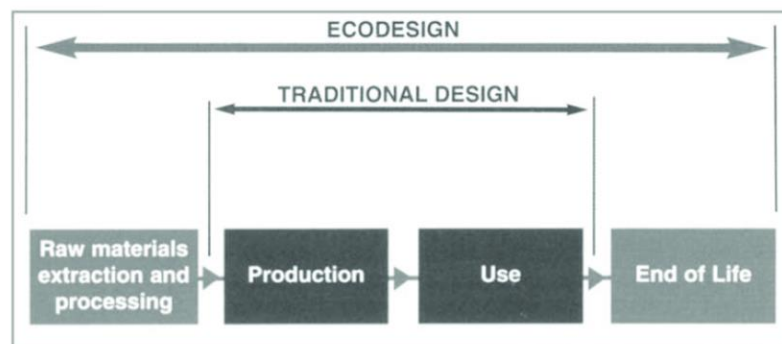 ECODESIGN
TRADITIONAL DESIGN
Raw materials
extraction and
processing
Production
Use
End of Life